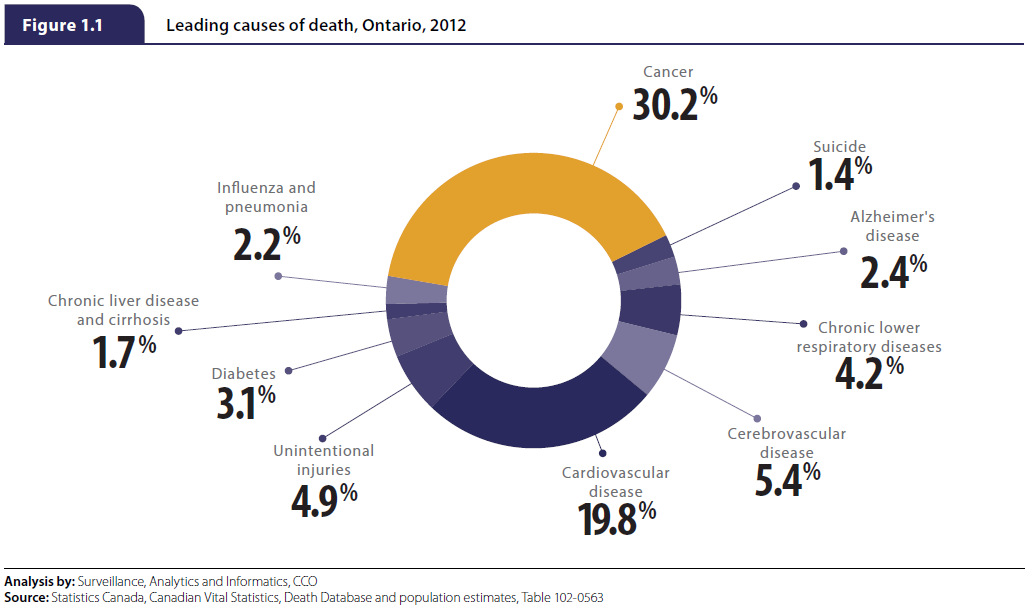 Figure 1.1
Leading causes of death, Ontario, 2012
Cancer
30.2%
Suicide
1.4%
Alzheimer's
disease
2.4%
Chronic lower
respiratory diseases
4.2%
Cerebrovascular
disease
5.4%
Cardiovascular
disease
19.8%
Unintentional
injuries
4.9%
Diabetes
3.1%
Chronic liver disease
and cirrhosis
1.7%
Influenza and
pneumonia
2.2%
Analysis by: Surveillance, Analytics and Informatics, CCO
Source: Statistics Canada, Canadian Vital Statistics, Death Database and population estimates, Table 102-0563